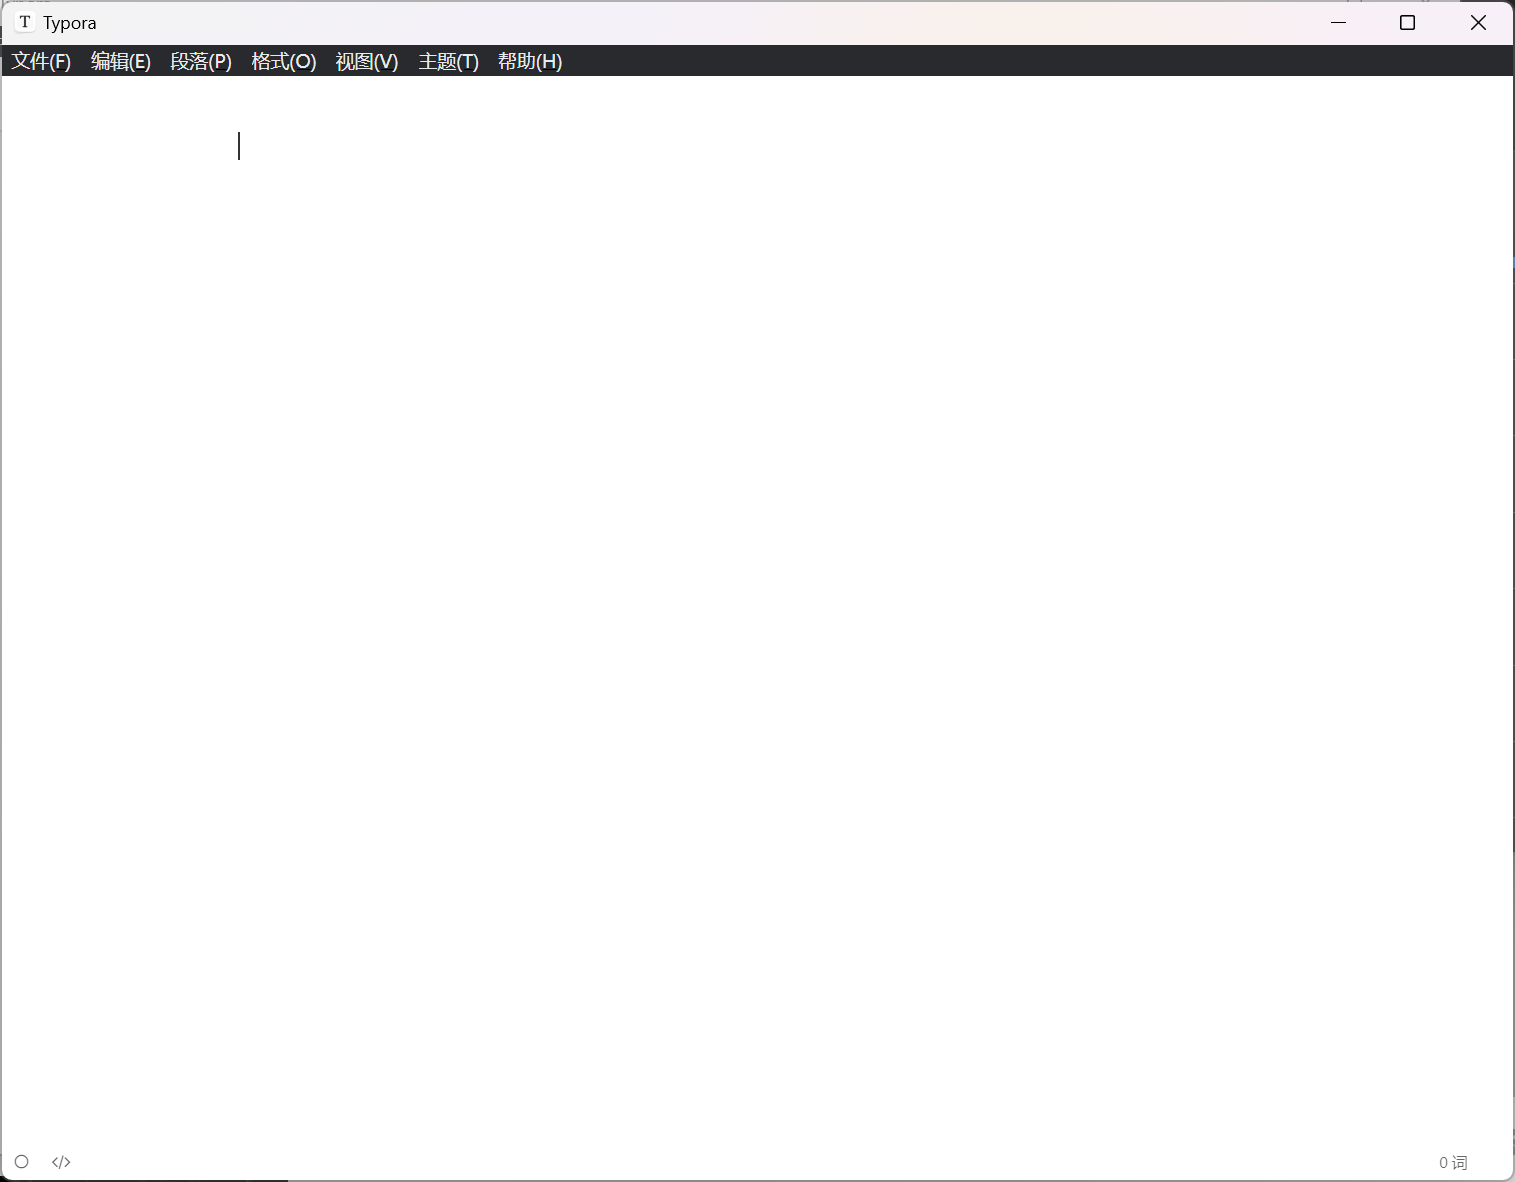 T Typora
文件(F) 编辑(E) 段落(P) 格式(O) 视图(V) 主题(T) 帮助(H)
</> 0 词